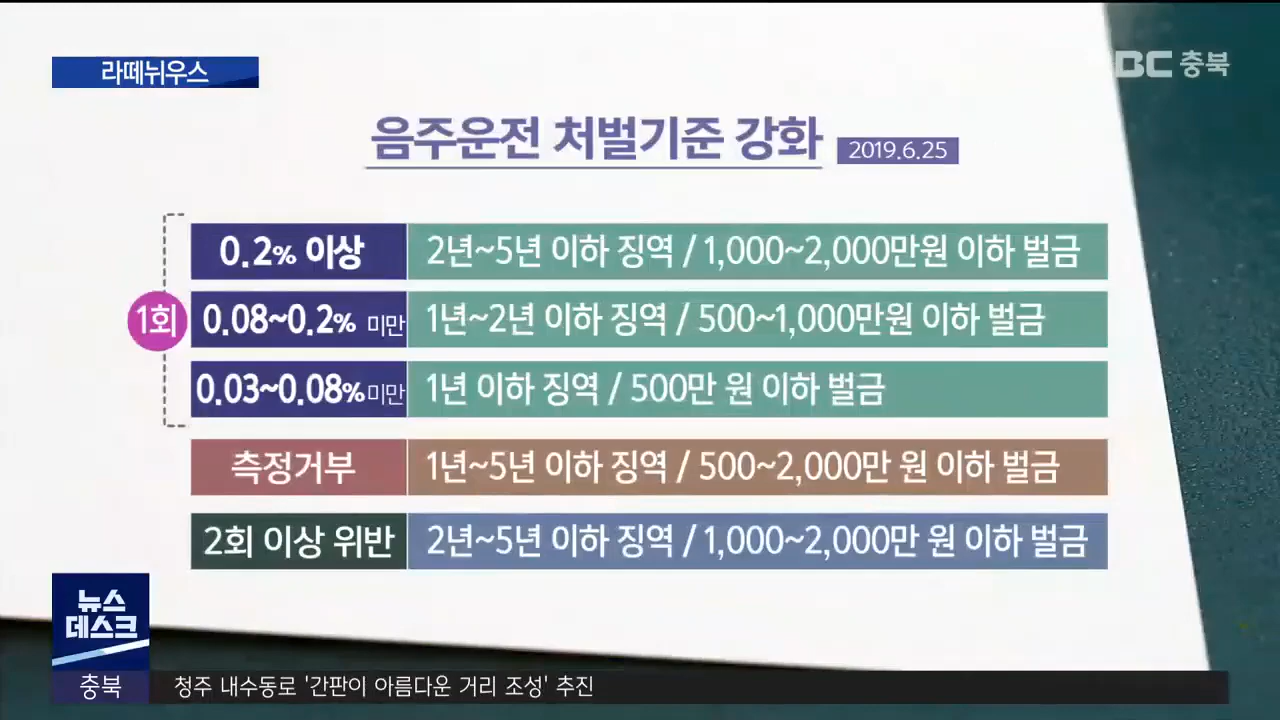 라떼뉘우스
BC 충북
음주운전 처벌기준 강화 2019.6.25
1회
0.2% 이상 2년~5년 이하 징역 / 1,000~2,000만원 이하 벌금
0.08~0.2% 미만 1년~2년 이하 징역 / 500~1,000만원 이하 벌금
0.03~0.08%미만 1년 이하 징역 / 500만 원 이하 벌금
측정거부 1년~5년 이하 징역 / 500~2,000만 원 이하 벌금
2회 이상 위반 2년~5년 이하 징역 / 1,000~2,000만 원 이하 벌금
뉴스
데스크
충북 청주 내수동로 '간판이 아름다운 거리 조성' 추진